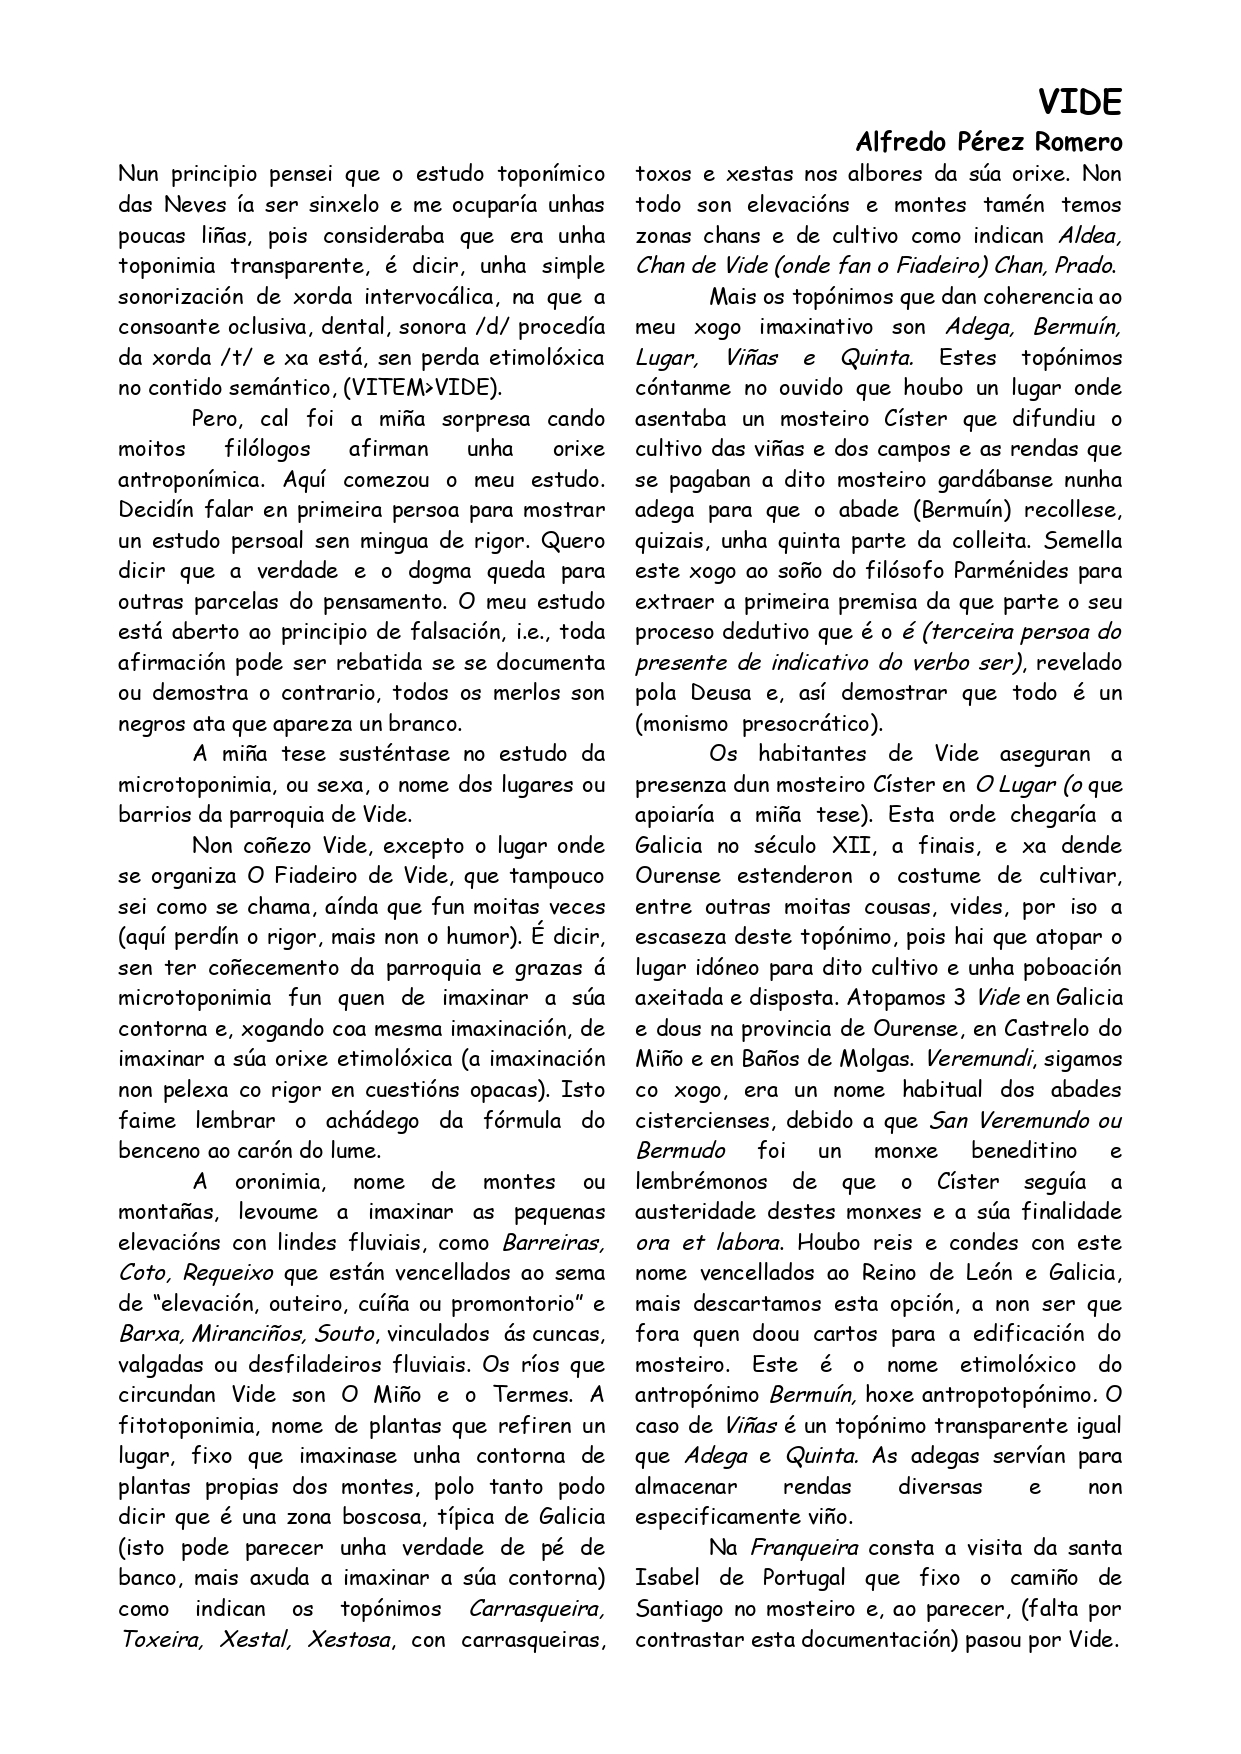 VIDE
Alfredo Pérez Romero
Nun principio pensei que o estudo toponímico
das Neves ía ser sinxelo e me ocuparía unhas
poucas liñas, pois consideraba que era unha
toponimia transparente, é dicir, unha simple
sonorización de xorda intervocálica, na que a
consoante oclusiva, dental, sonora /d/ procedía
da xorda /t/ e xa está, sen perda etimolóxica
no contido semántico, (VITEM>VIDE).
Pero, cal foi a miña sorpresa cando
moitos filólogos afirman unha orixe
antroponímica. Aquí comezou o meu estudo.
Decidín falar en primeira persoa para mostrar
un estudo persoal sen mingua de rigor. Quero
dicir que a verdade e o dogma queda para
outras parcelas do pensamento. O meu estudo
está aberto ao principio de falsación, i.e., toda
afirmación pode ser rebatida se se documenta
ou demostra o contrario, todos os merlos son
negros ata que apareza un branco.
A miña tese susténtase no estudo da
microtoponimia, ou sexa, o nome dos lugares ou
barrios da parroquia de Vide.
Non coñezo Vide, excepto o lugar onde
se organiza O Fiadeiro de Vide, que tampouco
sei como se chama, aínda que fun moitas veces
(aquí perdín o rigor, mais non o humor). É dicir,
sen ter coñecemento da parroquia e grazas á
microtoponimia fun quen de imaxinar a súa
contorna e, xogando coa mesma imaxinación, de
imaxinar a súa orixe etimolóxica (a imaxinación
non pelexa co rigor en cuestións opacas). Isto
faime lembrar o achádego da fórmula do
benceno ao carón do lume.
A oronimia, nome de montes ou
montañas, levoume a imaxinar as pequenas
elevacións con lindes fluviais, como Barreiras,
Coto, Requeixo que están vencellados ao sema
de “elevación, outeiro, cuíña ou promontorio” e
Barxa, Miranciños, Souto, vinculados ás cuncas,
valgadas ou desfiladeiros fluviais. Os ríos que
circundan Vide son O Miño e o Termes. A
fitotoponimia, nome de plantas que refiren un
lugar, fixo que imaxinase unha contorna de
plantas propias dos montes, polo tanto podo
dicir que é una zona boscosa, típica de Galicia
(isto pode parecer unha verdade de pé de
banco, mais axuda a imaxinar a súa contorna)
como indican os topónimos Carrasqueira,
Toxeira, Xestal, Xestosa, con carrasqueiras,
toxos e xestas nos albores da súa orixe. Non
todo son elevacións e montes tamén temos
zonas chans e de cultivo como indican Aldea,
Chan de Vide (onde fan o Fiadeiro) Chan, Prado.
Mais os topónimos que dan coherencia ao
meu xogo imaxinativo son Adega, Bermuín,
Lugar, Viñas e Quinta. Estes topónimos
cóntanme no ouvido que houbo un lugar onde
asentaba un mosteiro Císter que difundiu o
cultivo das viñas e dos campos e as rendas que
se pagaban a dito mosteiro gardábanse nunha
adega para que o abade (Bermuín) recollese,
quizais, unha quinta parte da colleita. Semella
este xogo ao soño do filósofo Parménides para
extraer a primeira premisa da que parte o seu
proceso dedutivo que é o é (terceira persoa do
presente de indicativo do verbo ser), revelado
pola Deusa e, así demostrar que todo é un
(monismo presocrático).
Os habitantes de Vide aseguran a
presenza dun mosteiro Císter en O Lugar (o que
apoiaría a miña tese). Esta orde chegaría a
Galicia no século XII, a finais, e xa dende
Ourense estenderon o costume de cultivar,
entre outras moitas cousas, vides, por iso a
escaseza deste topónimo, pois hai que atopar o
lugar idóneo para dito cultivo e unha poboación
axeitada e disposta. Atopamos 3 Vide en Galicia
e dous na provincia de Ourense, en Castrelo do
Miño e en Baños de Molgas. Veremundi, sigamos
co xogo, era un nome habitual dos abades
cistercienses, debido a que San Veremundo ou
Bermudo foi un monxe beneditino e
lembrémonos de que o Císter seguía a
austeridade destes monxes e a súa finalidade
ora et labora. Houbo reis e condes con este
nome vencellados ao Reino de León e Galicia,
mais descartamos esta opción, a non ser que
fora quen doou cartos para a edificación do
mosteiro. Este é o nome etimolóxico do
antropónimo Bermuín, hoxe antropotopónimo. O
caso de Viñas é un topónimo transparente igual
que Adega e Quinta. As adegas servían para
almacenar rendas diversas e non
especificamente viño.
Na Franqueira consta a visita da santa
Isabel de Portugal que fixo o camiño de
Santiago no mosteiro e, ao parecer, (falta por
contrastar esta documentación) pasou por Vide.